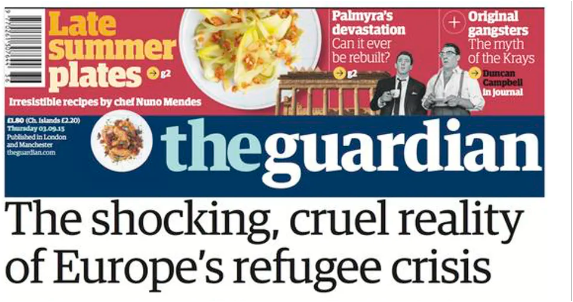 Late
summer
plates
g2
Irresistible recipes by chef Nuno Mendes
Palmyra's
devastation
Can it ever
be rebuilt?
g2
Original
gangsters
The myth
of the Krays
Duncan
Campbell
in Journal
£1.80 (Ch. Islands £2.20)
Thursday 03.09.15
Published in London
and Manchester
theguardian.com
theguardian
The shocking, cruel reality
of Europe's refugee crisis